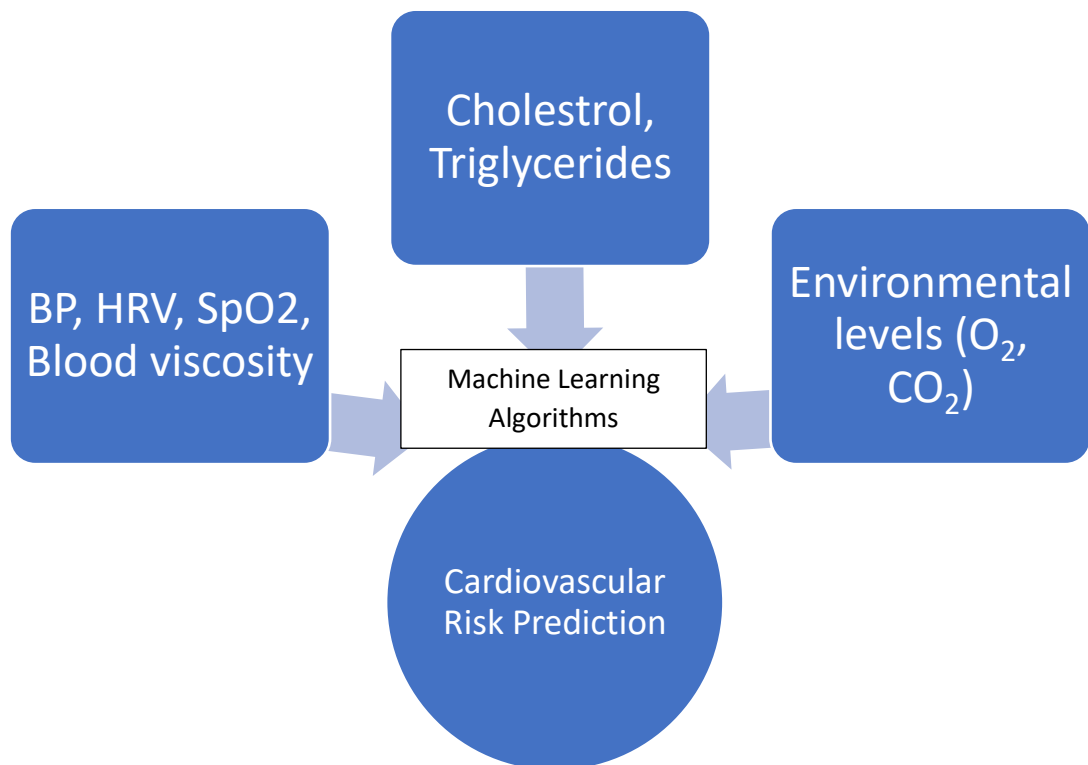 Cholestrol,
Triglycerides
BP, HRV, SpO2,
Blood viscosity
Environmental
levels (O₂,
CO₂)
Machine Learning
Algorithms
Cardiovascular
Risk Prediction